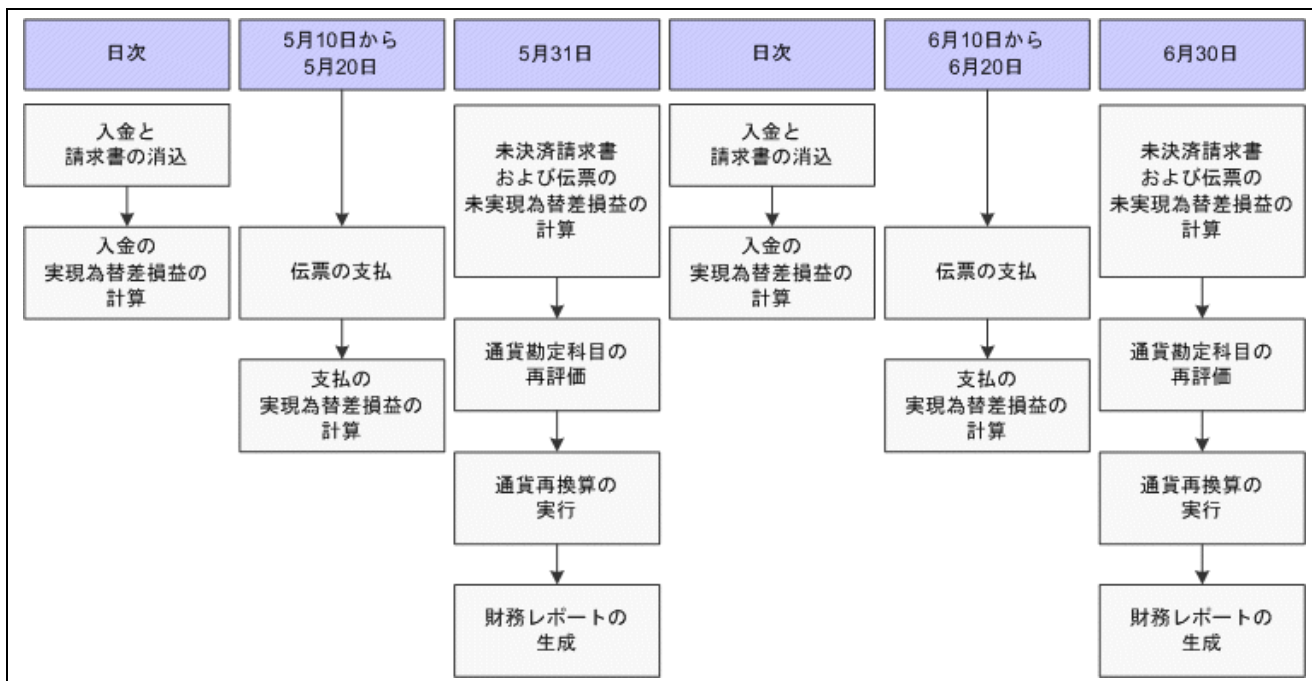 日次
5月10日から
5月20日
5月31日
日次
6月10日から
6月20日
6月30日
入金と
請求書の消込
入金の
実現為替差損益の
計算
伝票の支払
支払の
実現為替差損益の
計算
未決済請求書
および伝票の
未実現為替差損益の
計算
通貨勘定科目の
再評価
通貨再換算の
実行
財務レポートの
生成
入金と
請求書の消込
入金の
実現為替差損益の
計算
伝票の支払
支払の
実現為替差損益の
計算
未決済請求書
および伝票の
未実現為替差損益の
計算
通貨勘定科目の
再評価
通貨再換算の
実行
財務レポートの
生成